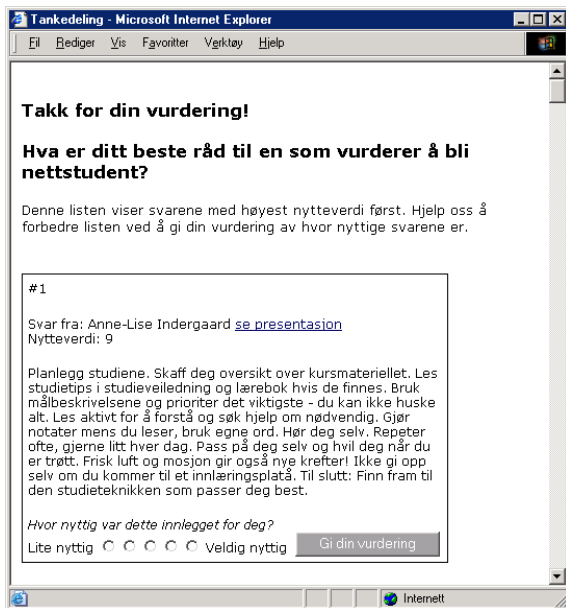 Tankedeling - Microsoft Internet Explorer
Fil Rediger Vis Favoritter Verktøy Hjelp
Takk for din vurdering!
Hva er ditt beste råd til en som vurderer å bli
nettstudent?
Denne listen viser svarene med høyest nytteverdi først. Hjelp oss å
forbedre listen ved å gi din vurdering av hvor nyttige svarene er.
#1
Svar fra: Anne-Lise Indergaard se presentasjon
Nytteverdi: 9
Planlegg studiene. Skaff deg oversikt over kursmateriellet. Les
studietips i studieveiledning og lærebok hvis de finnes. Bruk
målbeskrivelsene og prioriter det viktigste - du kan ikke huske
alt. Les aktivt for å forstå og søk hjelp om nødvendig. Gjør
notater mens du leser, bruk egne ord. Hør deg selv. Repeter
ofte, gjerne litt hver dag. Pass på deg selv og hvil deg når du
er trøtt. Frisk luft og mosjon gir også nye krefter! Ikke gi opp
selv om du kommer til et innlæringsplatå. Til slutt: Finn fram til
den studieteknikken som passer deg best.
Hvor nyttig var dette innlegget for deg?
Lite nyttig Veldig nyttig Gi din vurdering
Internett